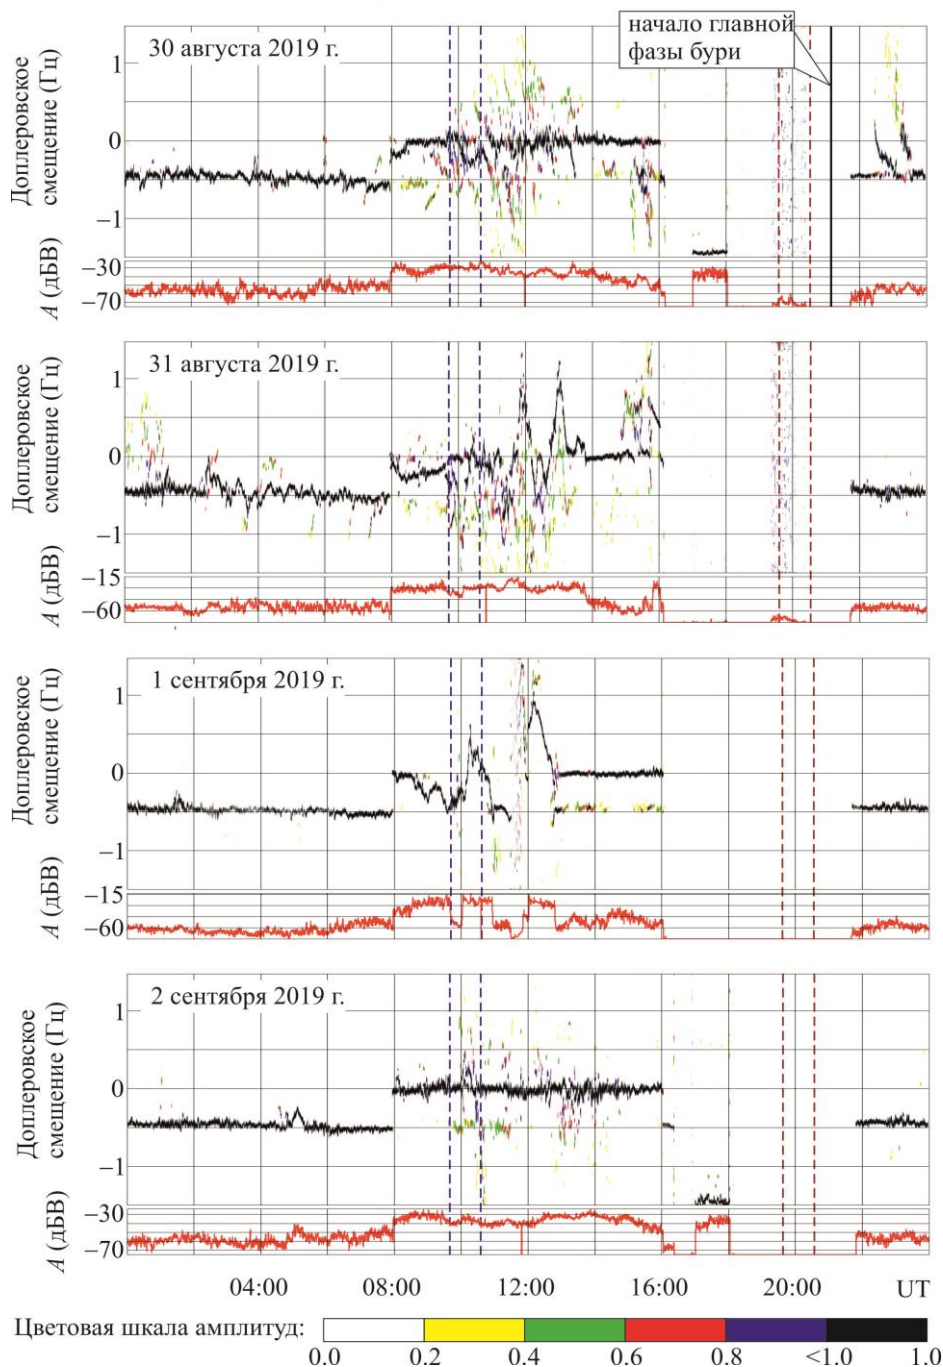 начало главной
фазы бури
30 августа 2019 г.
Доплеровское
смещение (Гц)
1
0
−1
A (дБВ)
−30
−70
31 августа 2019 г.
Доплеровское
смещение (Гц)
1
0
−1
A (дБВ)
−15
−60
1 сентября 2019 г.
Доплеровское
смещение (Гц)
1
0
−1
A (дБВ)
−15
−60
2 сентября 2019 г.
Доплеровское
смещение (Гц)
1
0
−1
A (дБВ)
−30
−70
04:00 08:00 12:00 16:00 20:00 UT
Цветовая шкала амплитуд:
0.0 0.2 0.4 0.6 0.8 <1.0 1.0